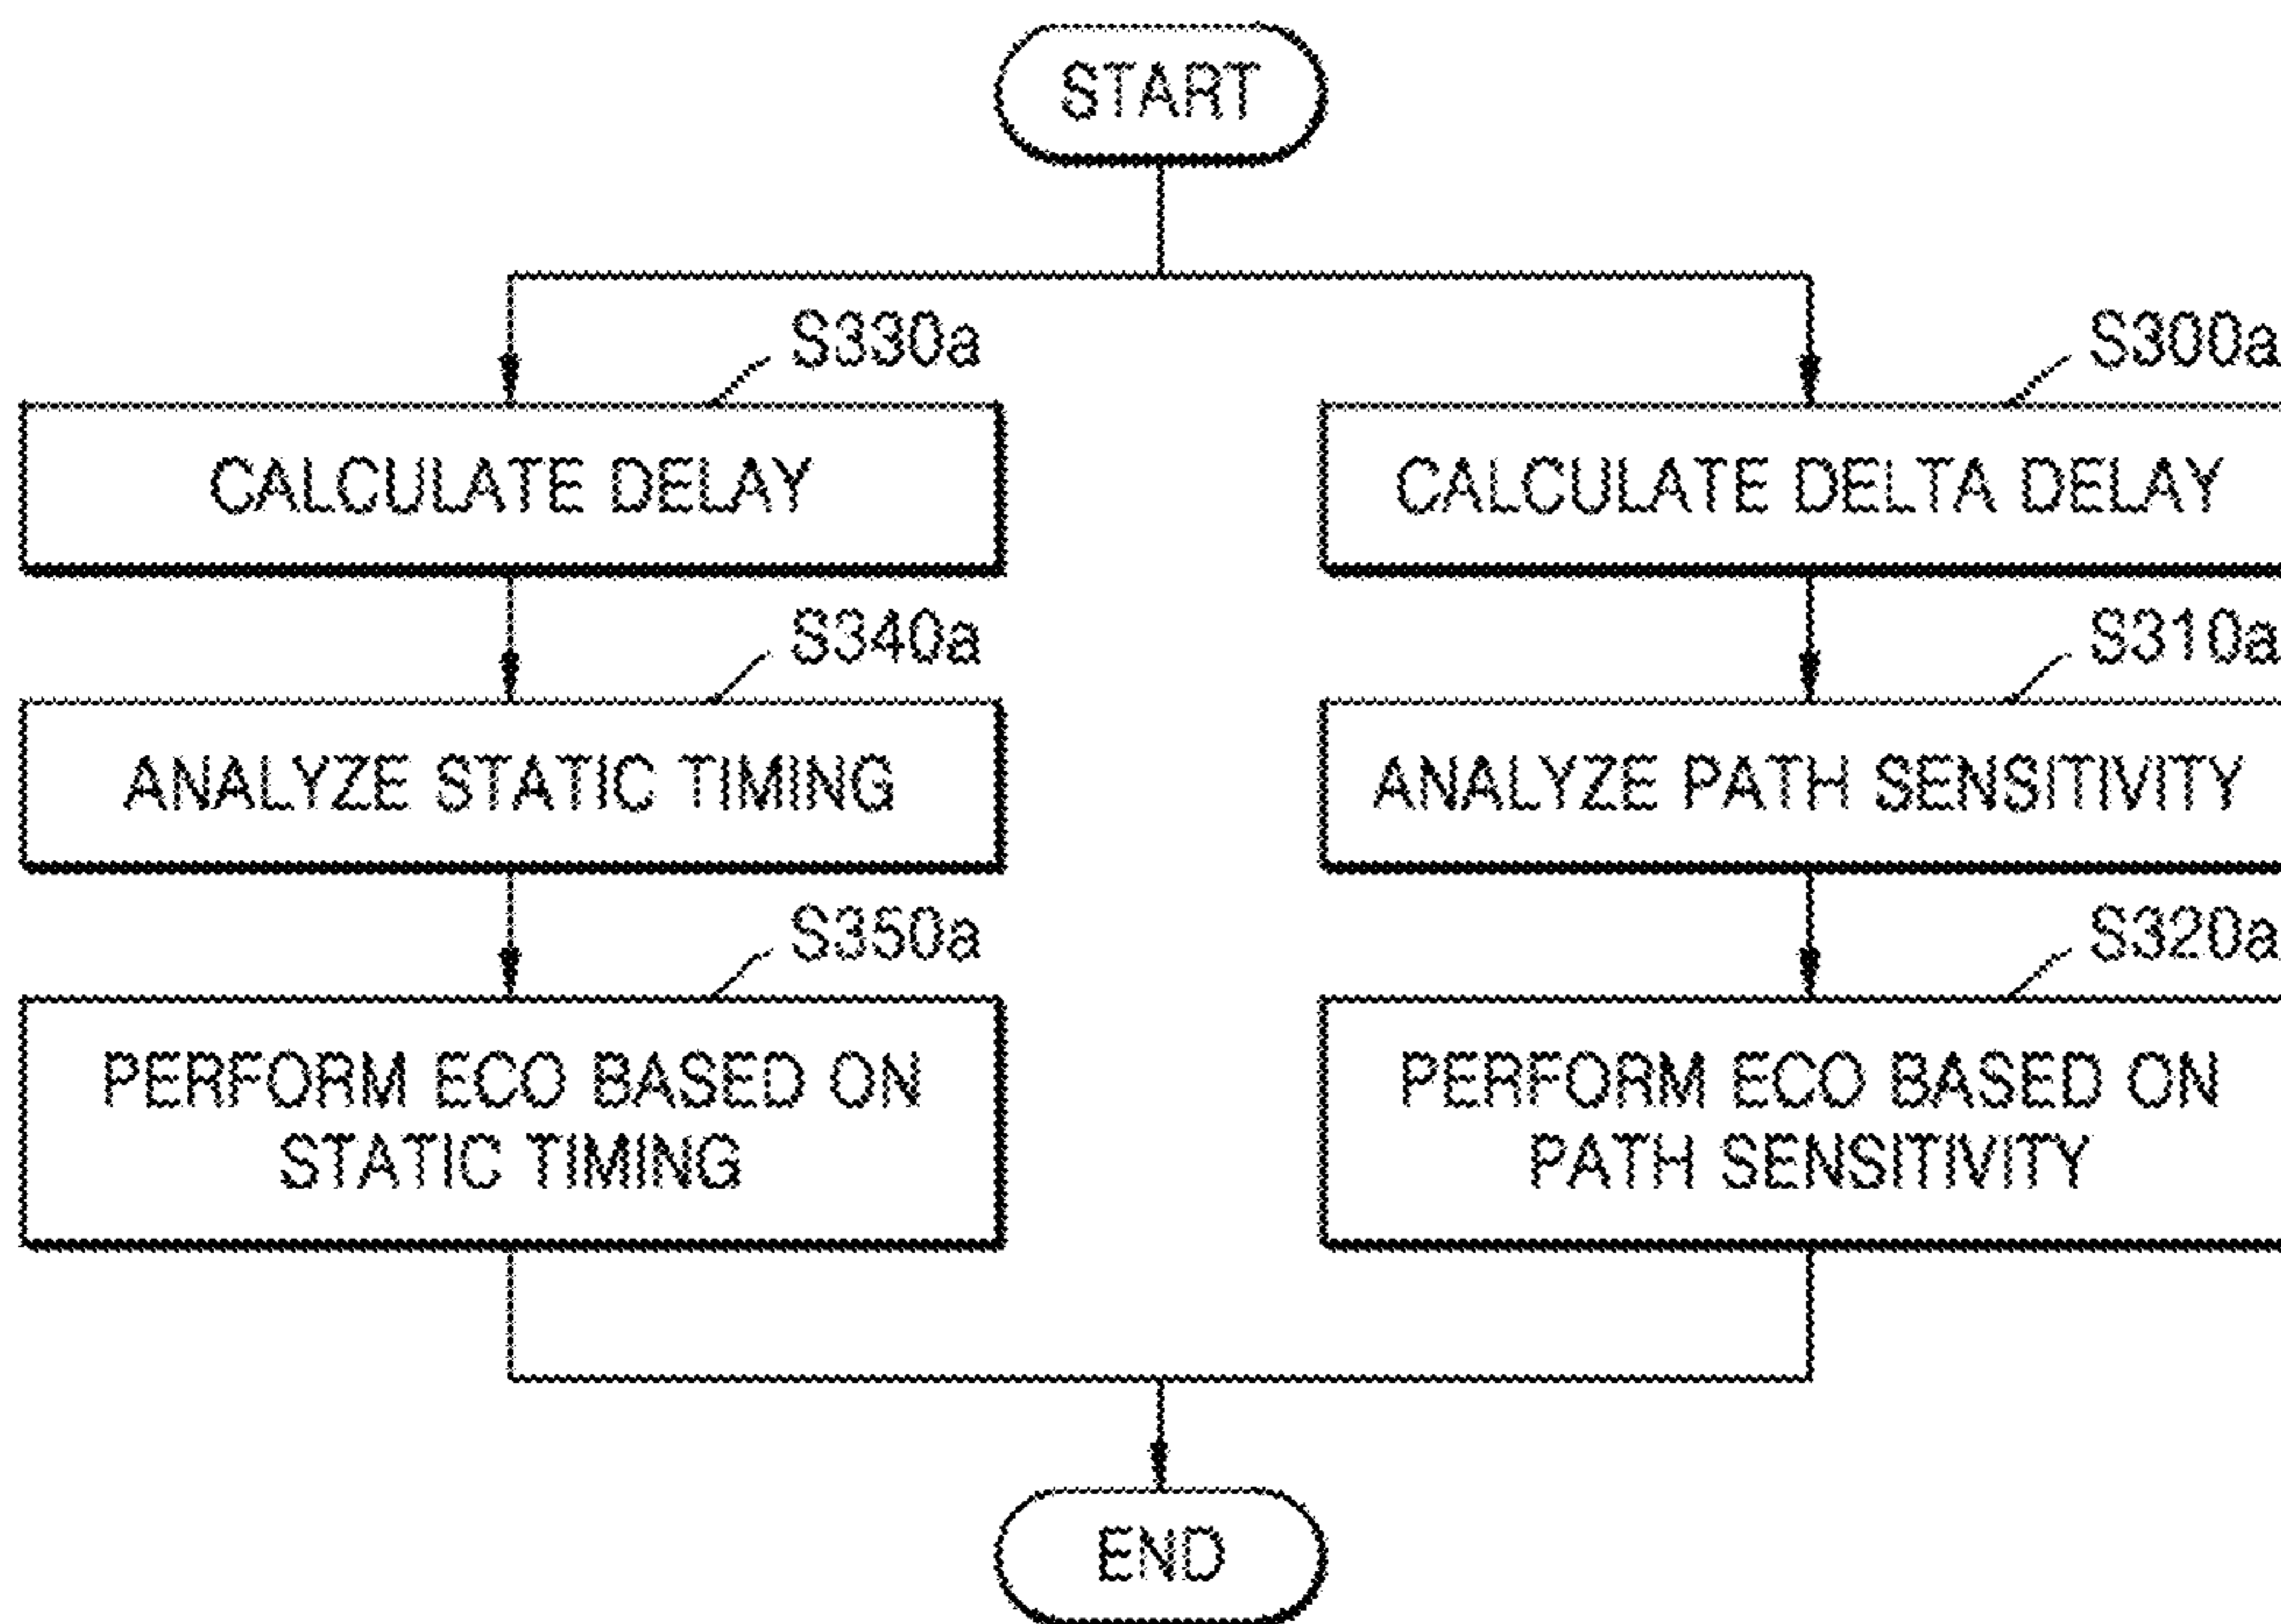 START
S330a
S300a
CALCULATE DELAY
CALCULATE DELTA DELAY
S340a
S310a
ANALYZE STATIC TIMING
ANALYZE PATH SENSITIVITY
S350a
S320a
PERFORM ECO BASED ON
STATIC TIMING
PERFORM ECO BASED ON
PATH SENSITIVITY
END